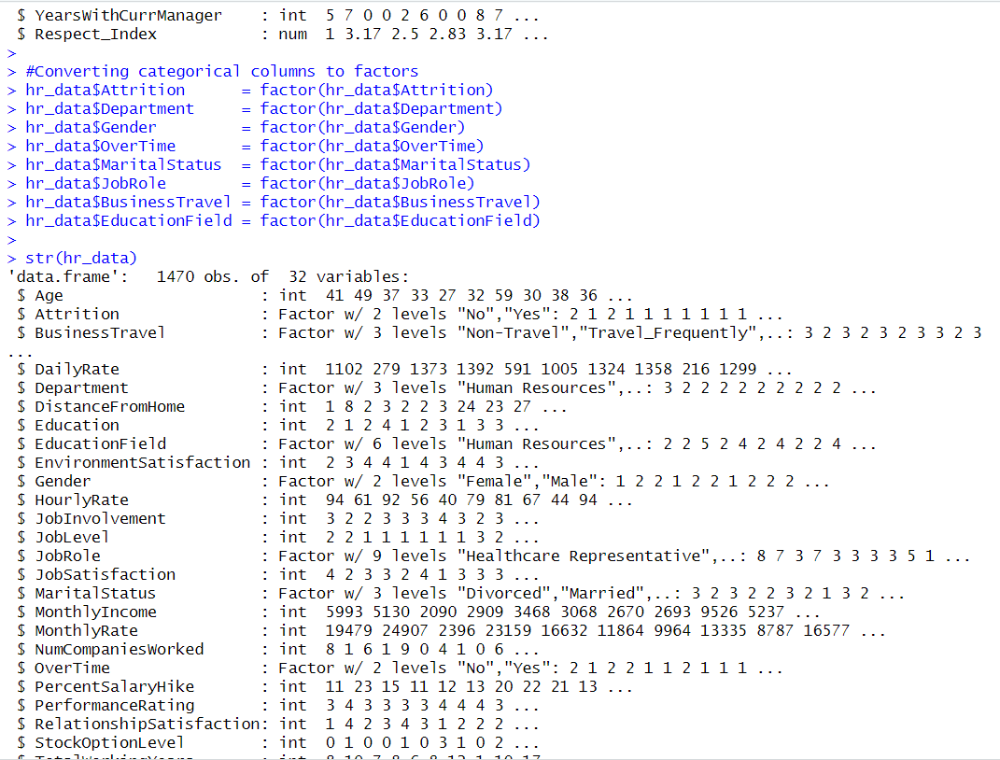 $ YearsWithCurrManager    : int  5 7 0 0 2 6 0 0 8 7 ...
$ Respect_Index           : num  1 3.17 2.5 2.83 3.17 ...
>
> #Converting categorical columns to factors
> hr_data$Attrition      = factor(hr_data$Attrition)
> hr_data$Department     = factor(hr_data$Department)
> hr_data$Gender         = factor(hr_data$Gender)
> hr_data$OverTime       = factor(hr_data$OverTime)
> hr_data$MaritalStatus  = factor(hr_data$MaritalStatus)
> hr_data$JobRole        = factor(hr_data$JobRole)
> hr_data$BusinessTravel = factor(hr_data$BusinessTravel)
> hr_data$EducationField = factor(hr_data$EducationField)
>
> str(hr_data)
'data.frame':   1470 obs. of  32 variables:
 $ Age                     : int  41 49 37 33 27 32 59 30 38 36 ...
 $ Attrition               : Factor w/ 2 levels "No","Yes": 2 1 2 1 1 1 1 1 1 1 ...
 $ BusinessTravel          : Factor w/ 3 levels "Non-Travel","Travel_Frequently",..: 3 2 3 2 3 2 3 3 2 3
...
 $ DailyRate               : int  1102 279 1373 1392 591 1005 1324 1358 216 1299 ...
 $ Department              : Factor w/ 3 levels "Human Resources",..: 3 2 2 2 2 2 2 2 2 2 ...
 $ DistanceFromHome        : int  1 8 2 3 2 2 3 24 23 27 ...
 $ Education               : int  2 1 2 4 1 2 3 1 3 3 ...
 $ EducationField          : Factor w/ 6 levels "Human Resources",..: 2 2 5 2 4 2 4 2 2 4 ...
 $ EnvironmentSatisfaction : int  2 3 4 4 1 4 3 4 4 3 ...
 $ Gender                  : Factor w/ 2 levels "Female","Male": 1 2 2 1 2 2 1 2 2 2 ...
 $ HourlyRate              : int  94 61 92 56 40 79 81 67 44 94 ...
 $ JobInvolvement          : int  3 2 2 3 3 3 4 3 2 3 ...
 $ JobLevel                : int  2 2 1 1 1 1 1 1 3 2 ...
 $ JobRole                 : Factor w/ 9 levels "Healthcare Representative",..: 8 7 3 7 3 3 3 3 5 1 ...
 $ JobSatisfaction         : int  4 2 3 3 2 4 1 3 3 3 ...
 $ MaritalStatus           : Factor w/ 3 levels "Divorced","Married",..: 3 2 3 2 2 3 2 1 3 2 ...
 $ MonthlyIncome           : int  5993 5130 2090 2909 3468 3068 2670 2693 9526 5237 ...
 $ MonthlyRate             : int  19479 24907 2396 23159 16632 11864 9964 13335 8787 16577 ...
 $ NumCompaniesWorked      : int  8 1 6 1 9 0 4 1 0 6 ...
 $ OverTime                : Factor w/ 2 levels "No","Yes": 2 1 2 2 1 1 2 1 1 1 ...
 $ PercentSalaryHike       : int  11 23 15 11 12 13 20 22 21 13 ...
 $ PerformanceRating       : int  3 4 3 3 3 3 4 4 4 3 ...
 $ RelationshipSatisfaction: int  1 4 2 3 4 3 1 2 2 2 ...
 $ StockOptionLevel        : int  0 1 0 0 1 0 3 1 0 2 ...